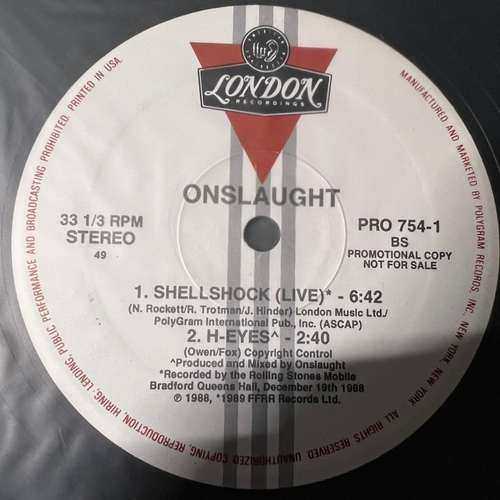 LONDON
RECORDINGS
ONSLAUGHT
33 1/3 RPM
STEREO
49
PRO 754-1
BS
PROMOTIONAL COPY
NOT FOR SALE
1. SHELLSHOCK (LIVE)* - 6:42
(N. Rockett/R. Trotman/J. Hinder) London Music Ltd./
PolyGram International Pub., Inc. (ASCAP)
2. H-EYES^ - 2:40
(Owen/Fox) Copyright Control
^Produced and Mixed by Onslaught
*Recorded by the Rolling Stones Mobile
Bradford Queens Hall, December 19th 1988
℗ 1988, *1989 FFRR Records Ltd.
MANUFACTURED AND MARKETED BY POLYGRAM RECORDS, INC., NEW YORK, NEW YORK.
ALL RIGHTS RESERVED. UNAUTHORIZED COPYING, REPRODUCTION, HIRING, LENDING, PUBLIC PERFORMANCE AND BROADCASTING PROHIBITED. PRINTED IN USA.